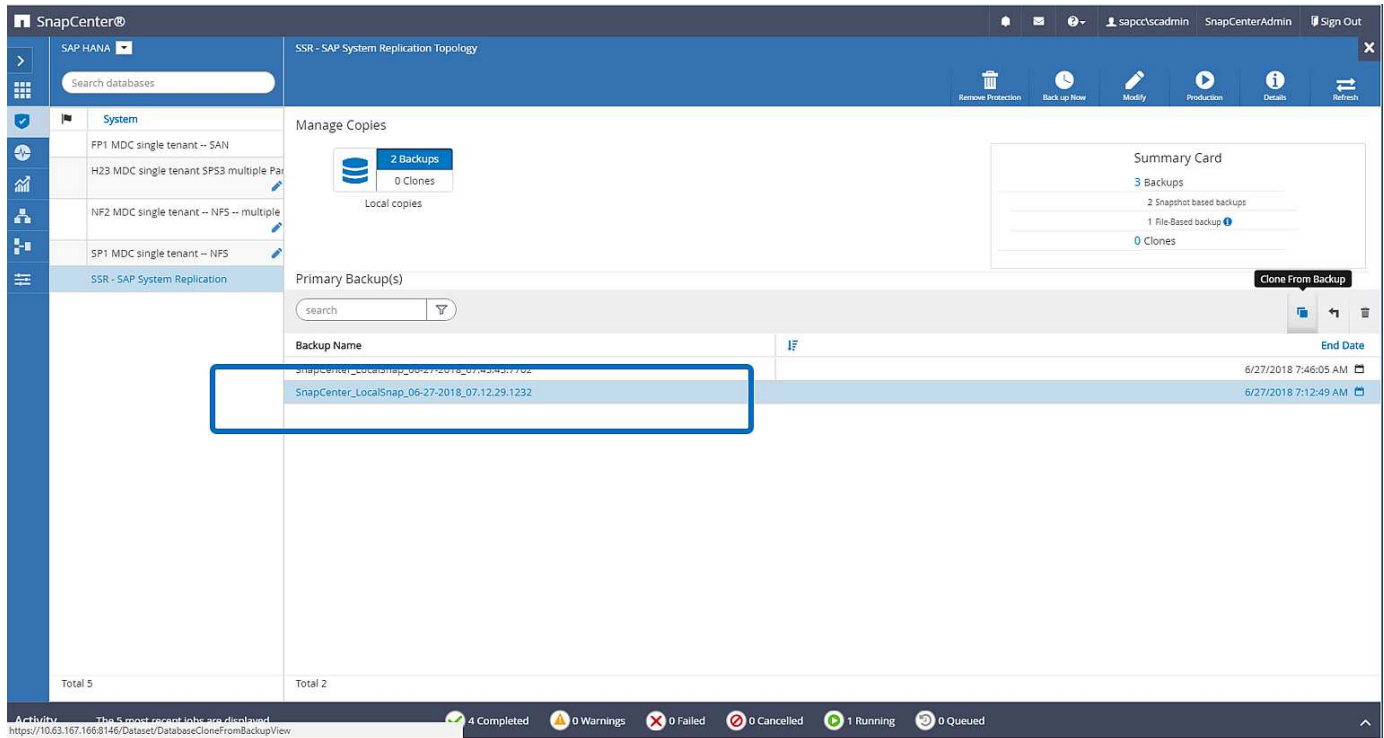 SnapCenter®
sapcc\scadmin SnapCenterAdmin Sign Out
SAP HANA
SSR - SAP System Replication Topology
Search databases
Remove Protection Back up Now Modify Production Details Refresh
System
FP1 MDC single tenant -- SAN
H23 MDC single tenant SPS3 multiple Par
NF2 MDC single tenant -- NFS -- multiple
SP1 MDC single tenant -- NFS
SSR - SAP System Replication
Manage Copies
2 Backups
0 Clones
Local copies
Summary Card
3 Backups
2 Snapshot based backups
1 File-Based backup
0 Clones
Primary Backup(s)
Clone From Backup
search
Backup Name End Date
6/27/2018 7:46:05 AM
SnapCenter_LocalSnap_06-27-2018_07.12.29.1232 6/27/2018 7:12:49 AM
Total 5
Total 2
Activity The 5 most recent jobs are displayed
4 Completed 0 Warnings 0 Failed 0 Cancelled 1 Running 0 Queued
https://10.63.167.166:8146/Dataset/DatabaseCloneFromBackupView